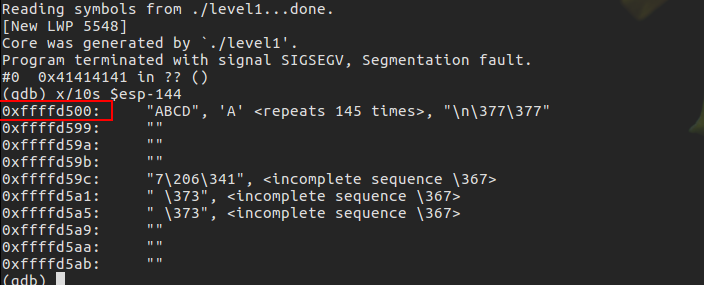 Reading symbols from ./level1...done.
[New LWP 5548]
Core was generated by `./level1'.
Program terminated with signal SIGSEGV, Segmentation fault.
#0  0x41414141 in ?? ()
(gdb) x/10s $esp-144
0xffffd500:     "ABCD", 'A' <repeats 145 times>, "\n\377\377"
0xffffd599:     ""
0xffffd59a:     ""
0xffffd59b:     ""
0xffffd59c:     "7\206\341", <incomplete sequence \367>
0xffffd5a1:     " \373", <incomplete sequence \367>
0xffffd5a5:     " \373", <incomplete sequence \367>
0xffffd5a9:     ""
0xffffd5aa:     ""
0xffffd5ab:     ""
(gdb)